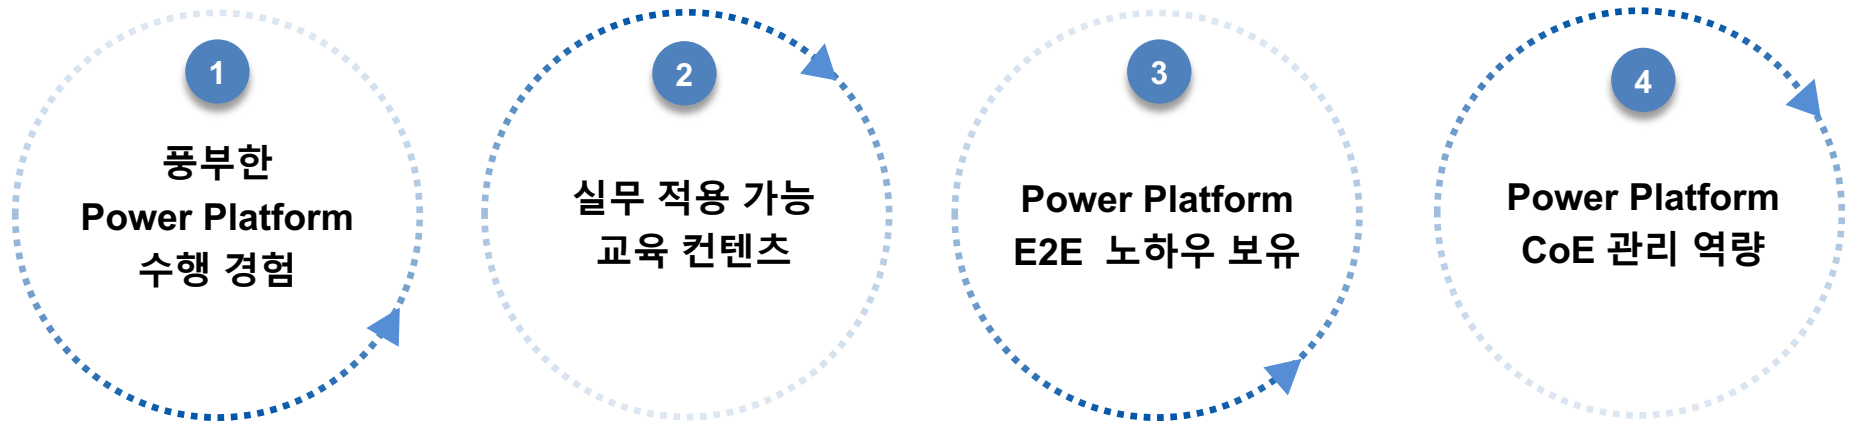 1
풍부한
Power Platform
수행 경험
2
실무 적용 가능
교육 컨텐츠
3
Power Platform
E2E 노하우 보유
4
Power Platform
CoE 관리 역량